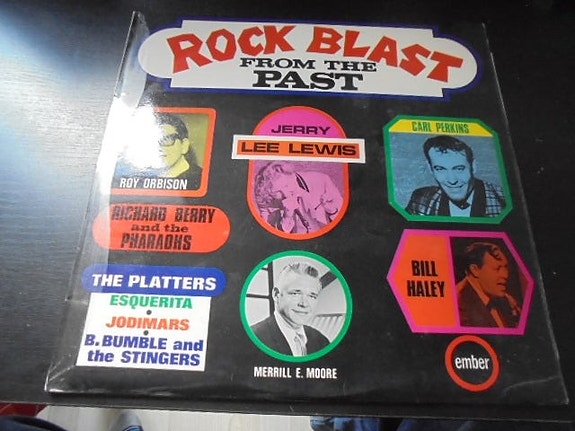 ROCK BLAST
FROM THE
PAST
ROY ORBISON
JERRY
LEE LEWIS
CARL PERKINS
RICHARD BERRY
and the
PHARAOHS
THE PLATTERS
ESQUERITA
•
JODIMARS
•
B. BUMBLE and
the STINGERS
MERRILL E. MOORE
BILL
HALEY
ember